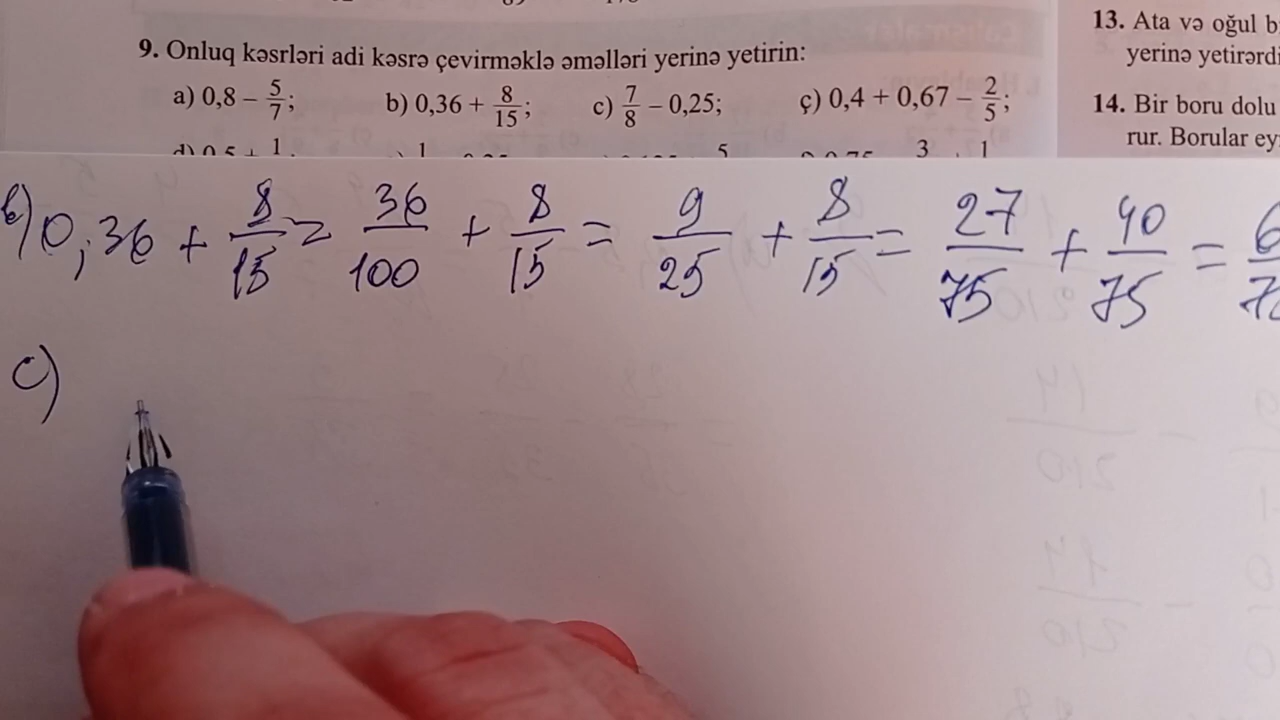 9. Onluq kəsrləri adi kəsrə çevirməklə əməlləri yerinə yetirin:
a) 0,8 − 5/7; b) 0,36 + 8/15; c) 7/8 − 0,25; ç) 0,4 + 0,67 − 2/5;
13. Ata və oğul b
yerinə yetirərdi
14. Bir boru dolu
rur. Borular ey
b) 0,36 + 8/15 = 36/100 + 8/15 = 9/25 + 8/15 = 27/75 + 40/75 =
c)